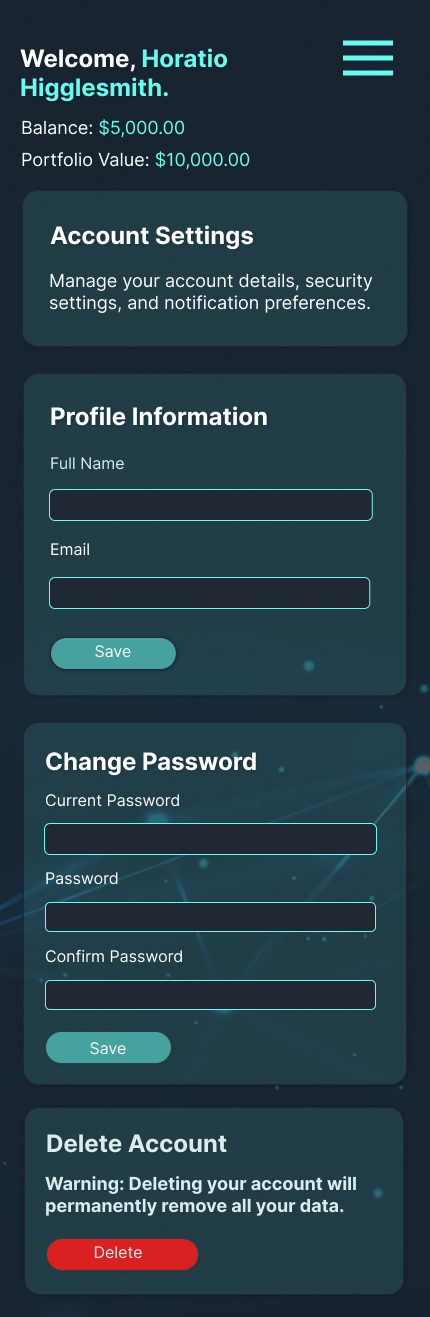 Welcome, Horatio
Higglesmith.
Balance: $5,000.00
Portfolio Value: $10,000.00
Account Settings
Manage your account details, security
settings, and notification preferences.
Profile Information
Full Name
Email
Save
Change Password
Current Password
Password
Confirm Password
Save
Delete Account
Warning: Deleting your account will
permanently remove all your data.
Delete